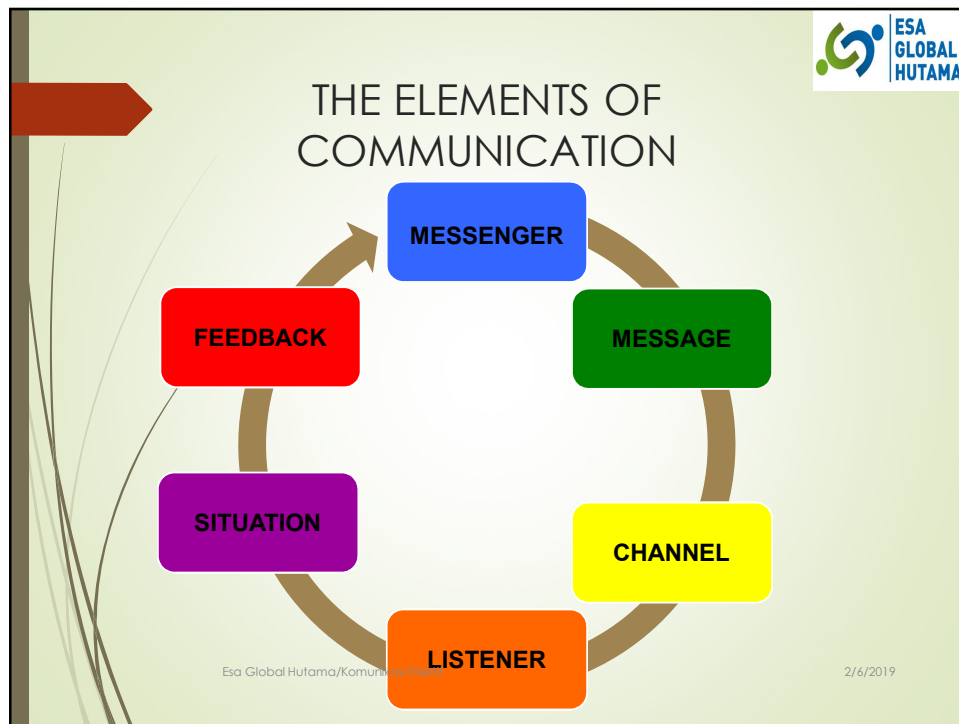 ESA
GLOBAL
HUTAMA
THE ELEMENTS OF
COMMUNICATION
MESSENGER
MESSAGE
CHANNEL
LISTENER
SITUATION
FEEDBACK
Esa Global Hutama/
2/6/2019